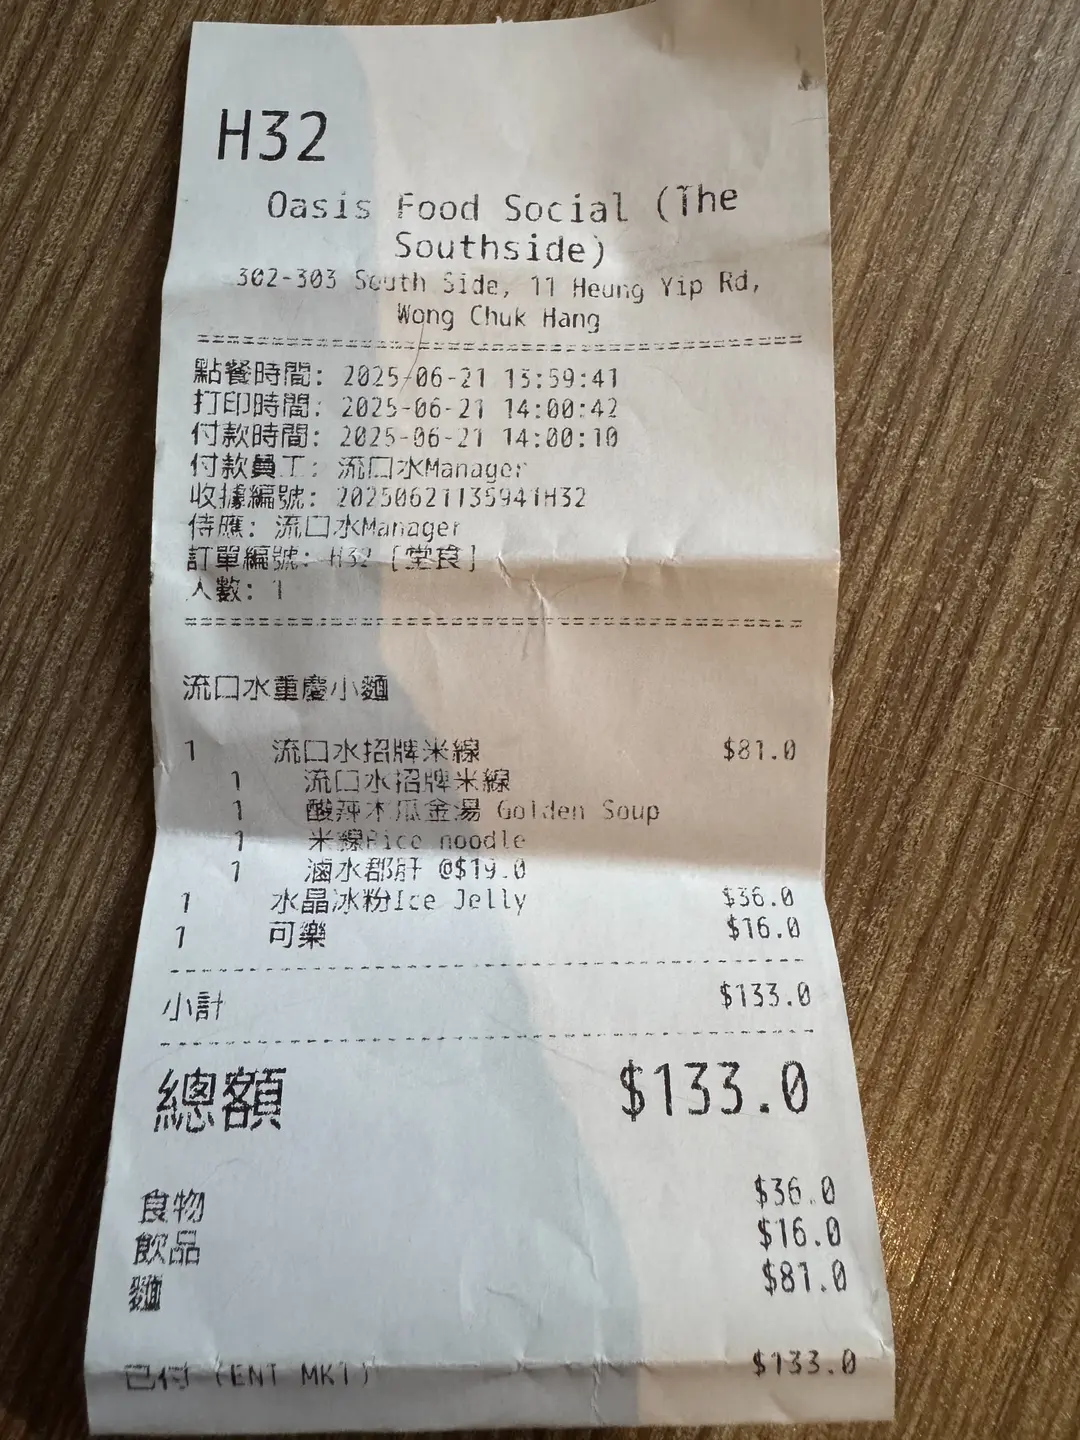 H32
Oasis Food Social (The
Southside)
302-303 South Side, 11 Heung Yip Rd,
Wong Chuk Hang
點餐時間: 2025-06-21 13:59:41
打印時間: 2025-06-21 14:00:42
付款時間: 2025-06-21 14:00:10
付款員工: 流口水Manager
收據編號: 20250621135941H32
侍應: 流口水Manager
訂單編號: H32 [堂食]
人數: 1
流口水重慶小麵
1 流口水招牌米線 $81.0
1 流口水招牌米線
1 酸辣木瓜金湯 Golden Soup
1 米線Rice noodle
1 滷水郡肝 @$19.0
1 水晶冰粉Ice Jelly $36.0
1 可樂 $16.0
小計 $133.0
總額 $133.0
食物 $36.0
飲品 $16.0
麵 $81.0
已付 (ENT MKT) $133.0